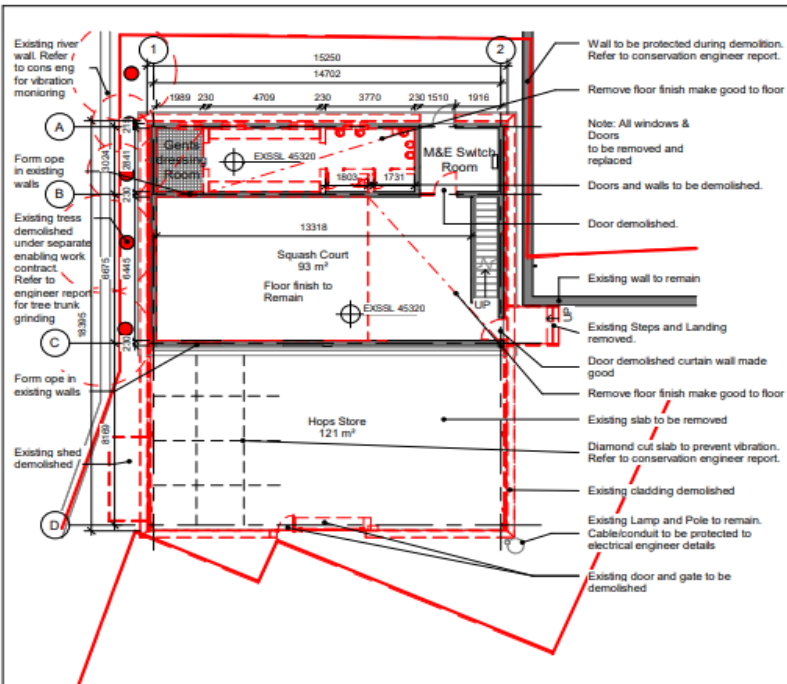 1
2
15250
14702
1989
230
4709
230
3770
230
1510
1916
Existing river
wall. Refer
to cons eng
for vibration
monioring
A
3024
2841
Gents
dressing
Room
EXSSL 45320
M&E Switch
Room
Form ope
in existing
walls
B
230
1803
1731
Existing tress
demolished
under separate
enabling work
contract.
Refer to
engineer report
for tree trunk
grinding
6675
6445
18395
13318
Squash Court
93 m²
Floor finish to
Remain
EXSSL 45320
UP
UP
C
230
Form ope in
existing walls
8169
Hops Store
121 m²
Existing shed
demolished
D
Wall to be protected during demolition.
Refer to conservation engineer report.
Remove floor finish make good to floor
Note: All windows &
Doors
to be removed and
replaced
Doors and walls to be demolished.
Door demolished.
Existing wall to remain
Existing Steps and Landing
removed.
Door demolished curtain wall made
good
Remove floor finish make good to floor
Existing slab to be removed
Diamond cut slab to prevent vibration.
Refer to conservation engineer report.
Existing cladding demolished
Existing Lamp and Pole to remain.
Cable/conduit to be protected to
electrical engineer details
Existing door and gate to be
demolished